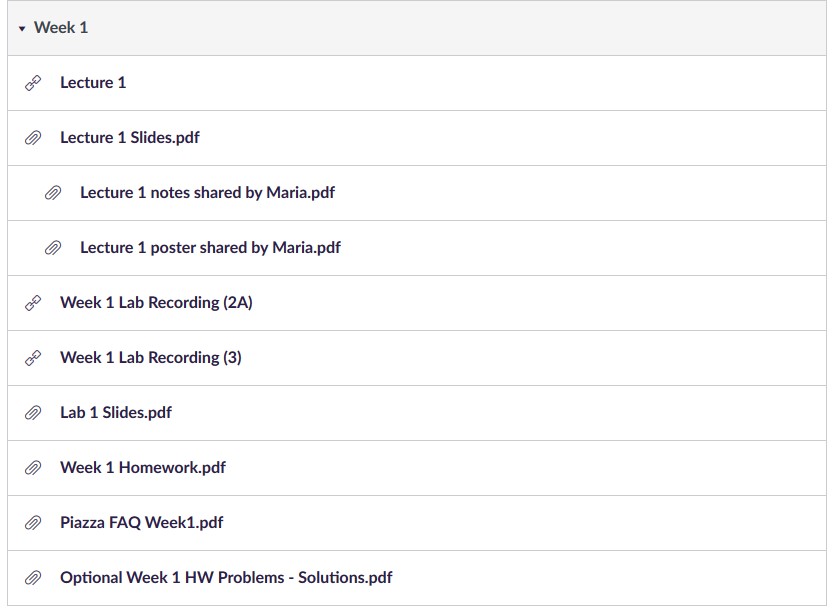 Week 1
Lecture 1
Lecture 1 Slides.pdf
Lecture 1 notes shared by Maria.pdf
Lecture 1 poster shared by Maria.pdf
Week 1 Lab Recording (2A)
Week 1 Lab Recording (3)
Lab 1 Slides.pdf
Week 1 Homework.pdf
Piazza FAQ Week1.pdf
Optional Week 1 HW Problems - Solutions.pdf